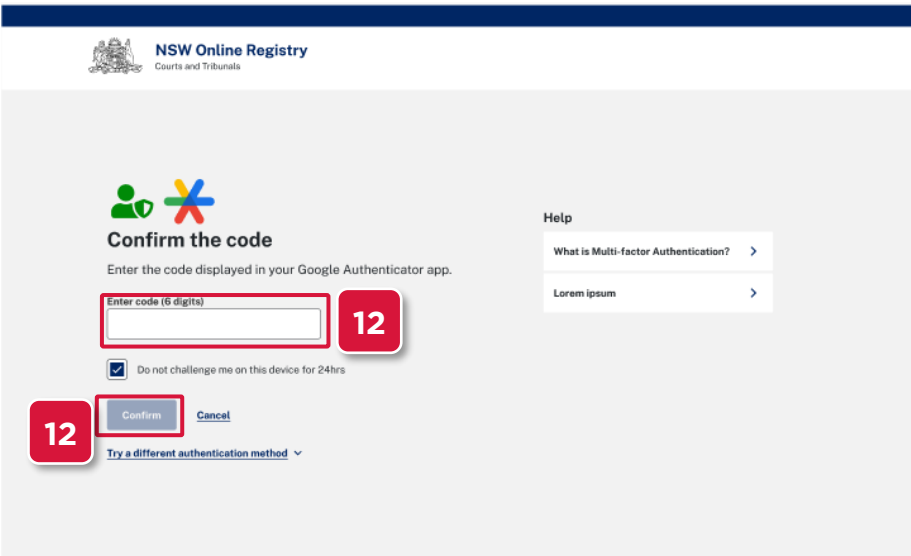 NSW Online Registry
Courts and Tribunals
Confirm the code
Enter the code displayed in your Google Authenticator app.
Enter code (6 digits)
12
Do not challenge me on this device for 24hrs
12
Confirm
Cancel
Try a different authentication method
Help
What is Multi-factor Authentication?
Lorem ipsum